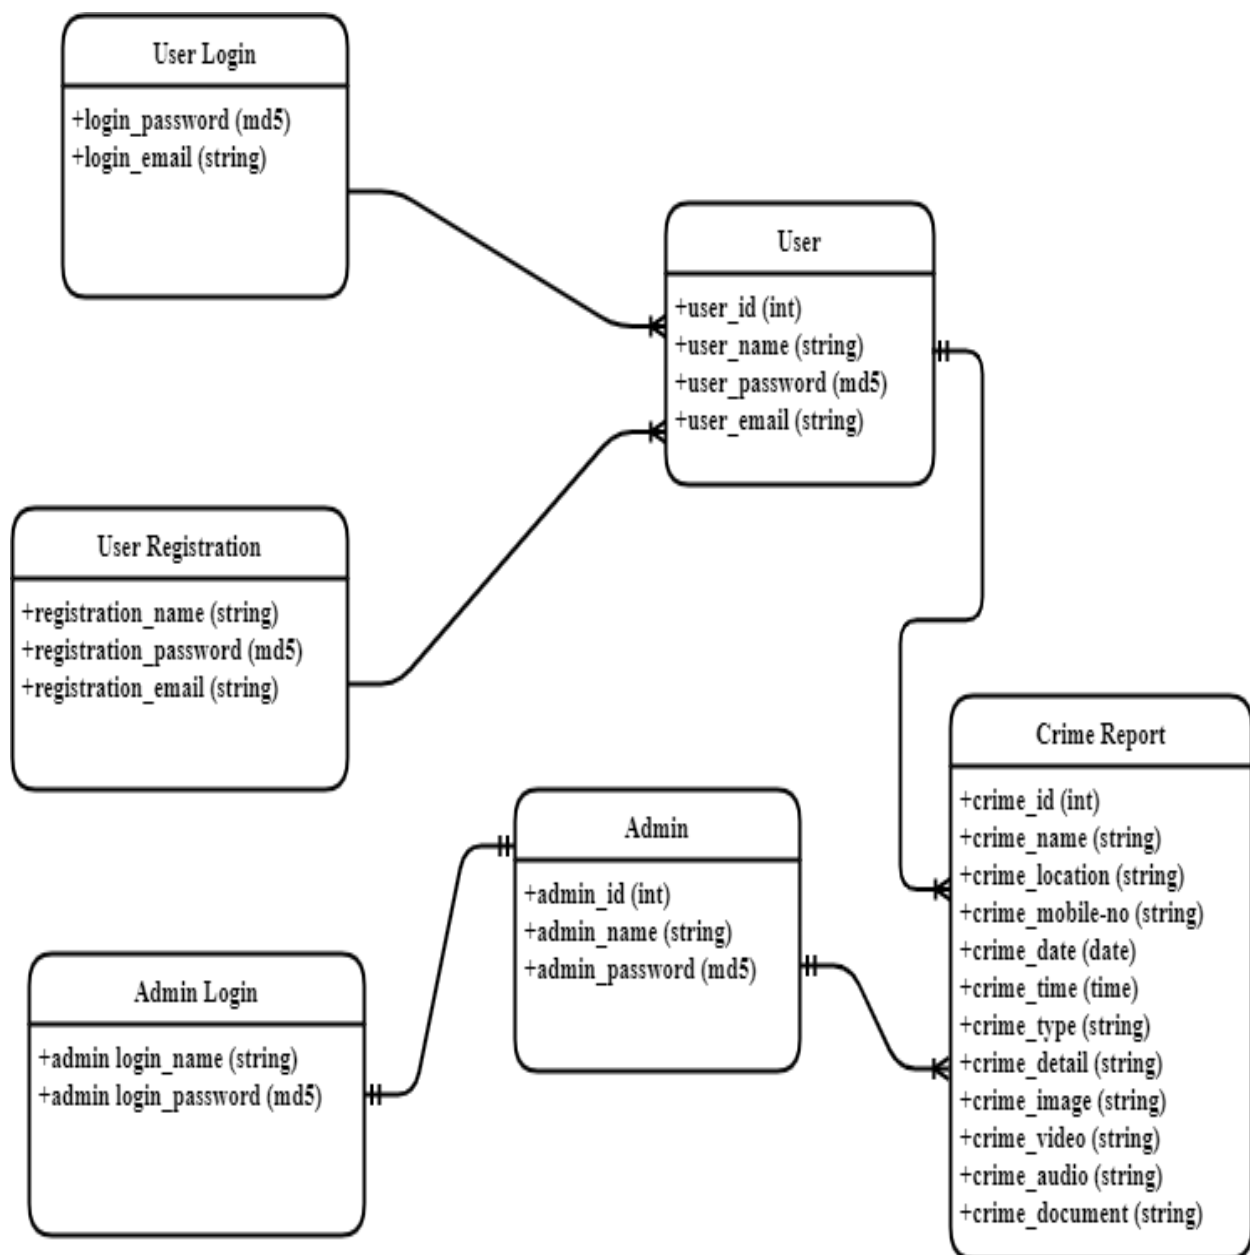 User Login
+login_password (md5)
+login_email (string)
User
+user_id (int)
+user_name (string)
+user_password (md5)
+user_email (string)
User Registration
+registration_name (string)
+registration_password (md5)
+registration_email (string)
Crime Report
+crime_id (int)
+crime_name (string)
+crime_location (string)
+crime_mobile-no (string)
+crime_date (date)
+crime_time (time)
+crime_type (string)
+crime_detail (string)
+crime_image (string)
+crime_video (string)
+crime_audio (string)
+crime_document (string)
Admin
+admin_id (int)
+admin_name (string)
+admin_password (md5)
Admin Login
+admin login_name (string)
+admin login_password (md5)